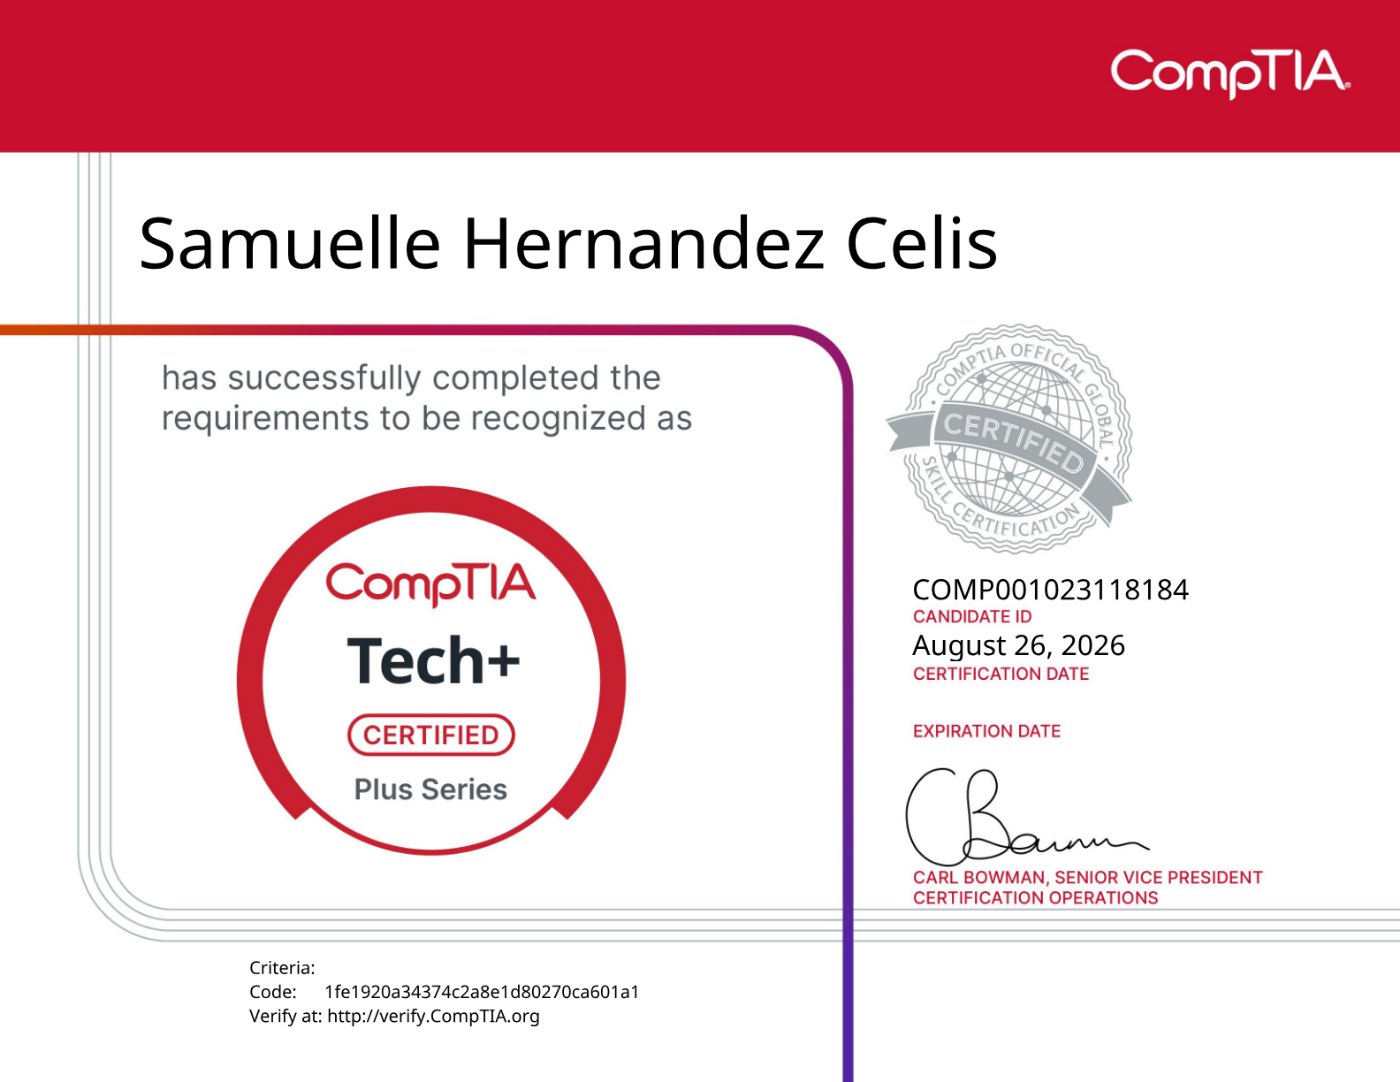 CompTIA®
Samuelle Hernandez Celis
has successfully completed the
requirements to be recognized as
CompTIA
Tech+
CERTIFIED
Plus Series
COMPTIA OFFICIAL GLOBAL
CERTIFIED
SKILL CERTIFICATION
COMP001023118184
CANDIDATE ID
August 26, 2026
CERTIFICATION DATE
EXPIRATION DATE
CARL BOWMAN, SENIOR VICE PRESIDENT
CERTIFICATION OPERATIONS
Criteria:
Code: 1fe1920a34374c2a8e1d80270ca601a1
Verify at: http://verify.CompTIA.org